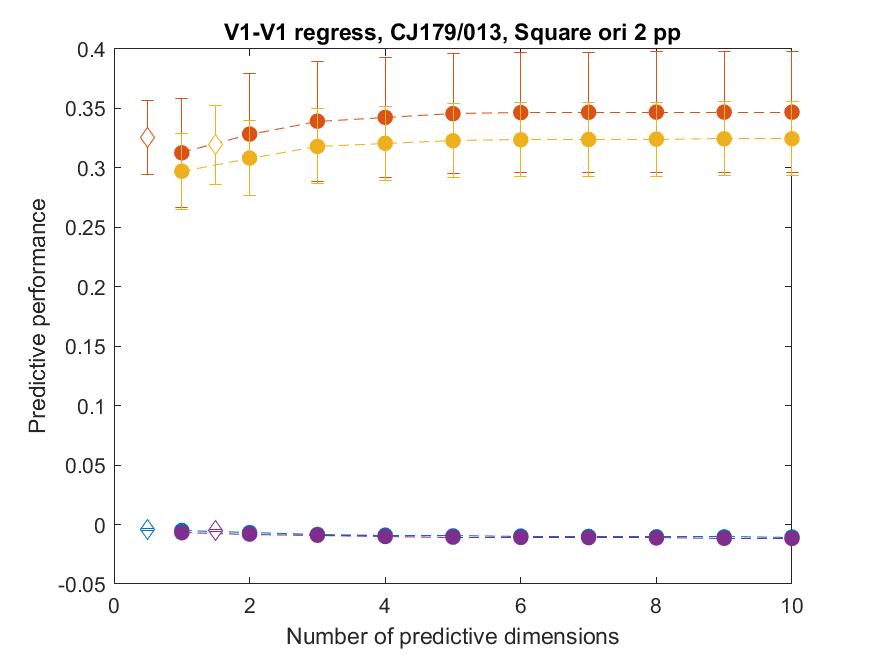 V1-V1 regress, CJ179/013, Square ori 2 pp
0.4
0.35
0.3
0.25
0.2
0.15
0.1
0.05
0
-0.05
Predictive performance
0 2 4 6 8 10
Number of predictive dimensions